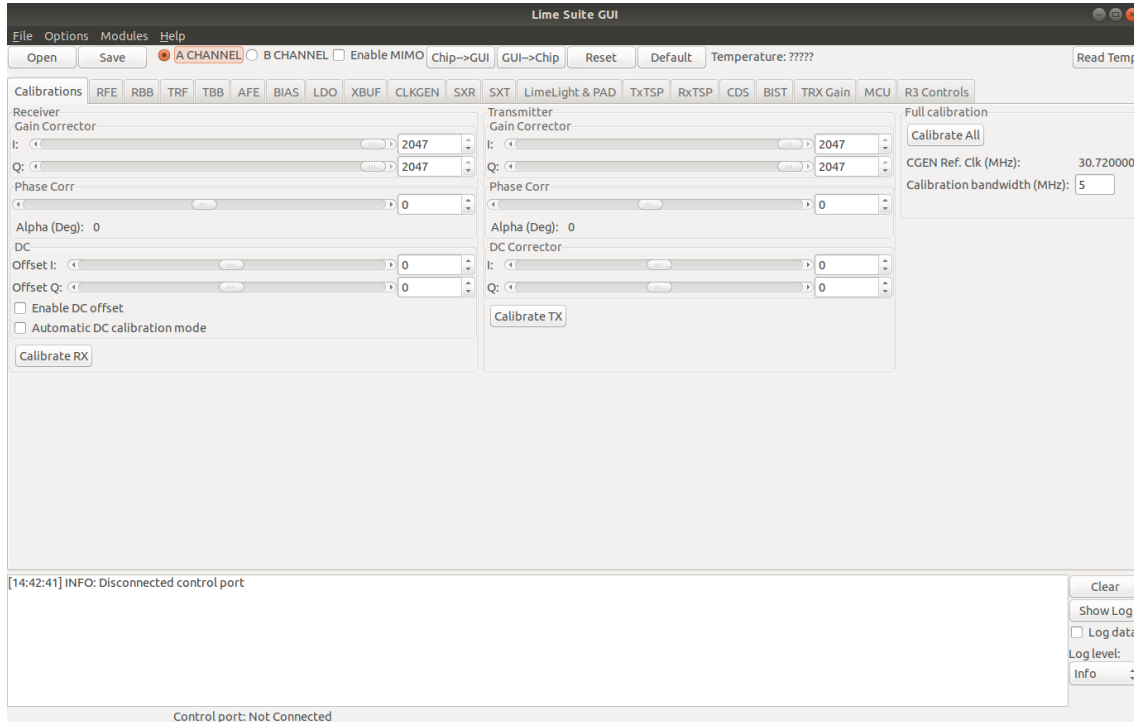 Lime Suite GUI
File Options Modules Help
Open Save A CHANNEL B CHANNEL Enable MIMO Chip-->GUI GUI-->Chip Reset Default Temperature: ????? Read Temp
Calibrations RFE RBB TRF TBB AFE BIAS LDO XBUF CLKGEN SXR SXT LimeLight & PAD TxTSP RxTSP CDS BIST TRX Gain MCU R3 Controls
Receiver
Gain Corrector
I: 2047
Q: 2047
Phase Corr
0
Alpha (Deg): 0
DC
Offset I: 0
Offset Q: 0
Enable DC offset
Automatic DC calibration mode
Calibrate RX
Transmitter
Gain Corrector
I: 2047
Q: 2047
Phase Corr
0
Alpha (Deg): 0
DC Corrector
I: 0
Q: 0
Calibrate TX
Full calibration
Calibrate All
CGEN Ref. Clk (MHz): 30.720000
Calibration bandwidth (MHz): 5
[14:42:41] INFO: Disconnected control port
Clear
Show Log
Log data
Log level:
Info
Control port: Not Connected